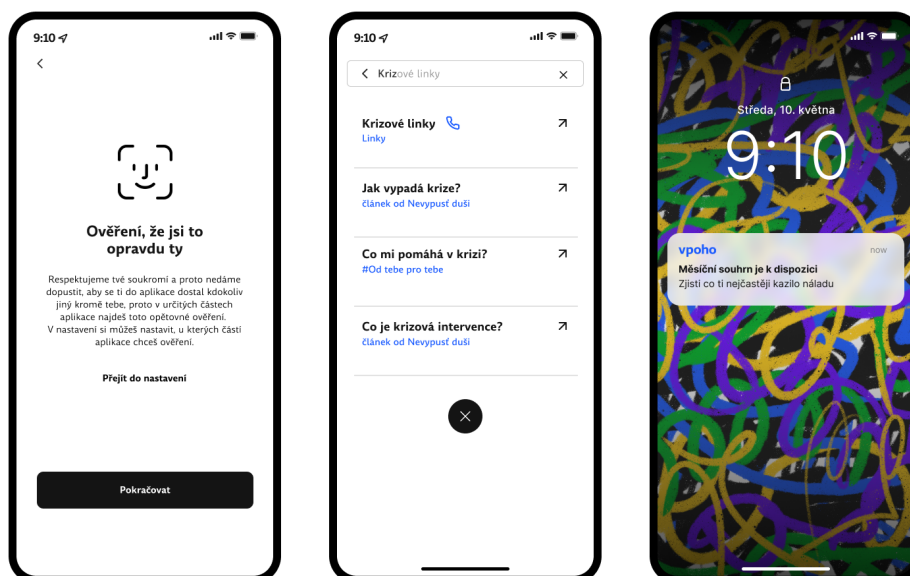 9:10
Ověření, že jsi to
opravdu ty
Respektujeme tvé soukromí a proto nedáme
dopustit, aby se ti do aplikace dostal kdokoliv
jiný kromě tebe, proto v určitých částech
aplikace najdeš toto opětovné ověření.
V nastavení si můžeš nastavit, u kterých částí
aplikace chceš ověření.
Přejít do nastavení
Pokračovat
9:10
Krizové linky
Krizové linky
Linky
Jak vypadá krize?
článek od Nevypusť duši
Co mi pomáhá v krizi?
#Od tebe pro tebe
Co je krizová intervence?
článek od Nevypusť duši
Středa, 10. května
9:10
vpoho
now
Měsíční souhrn je k dispozici
Zjisti co ti nejčastěji kazilo náladu